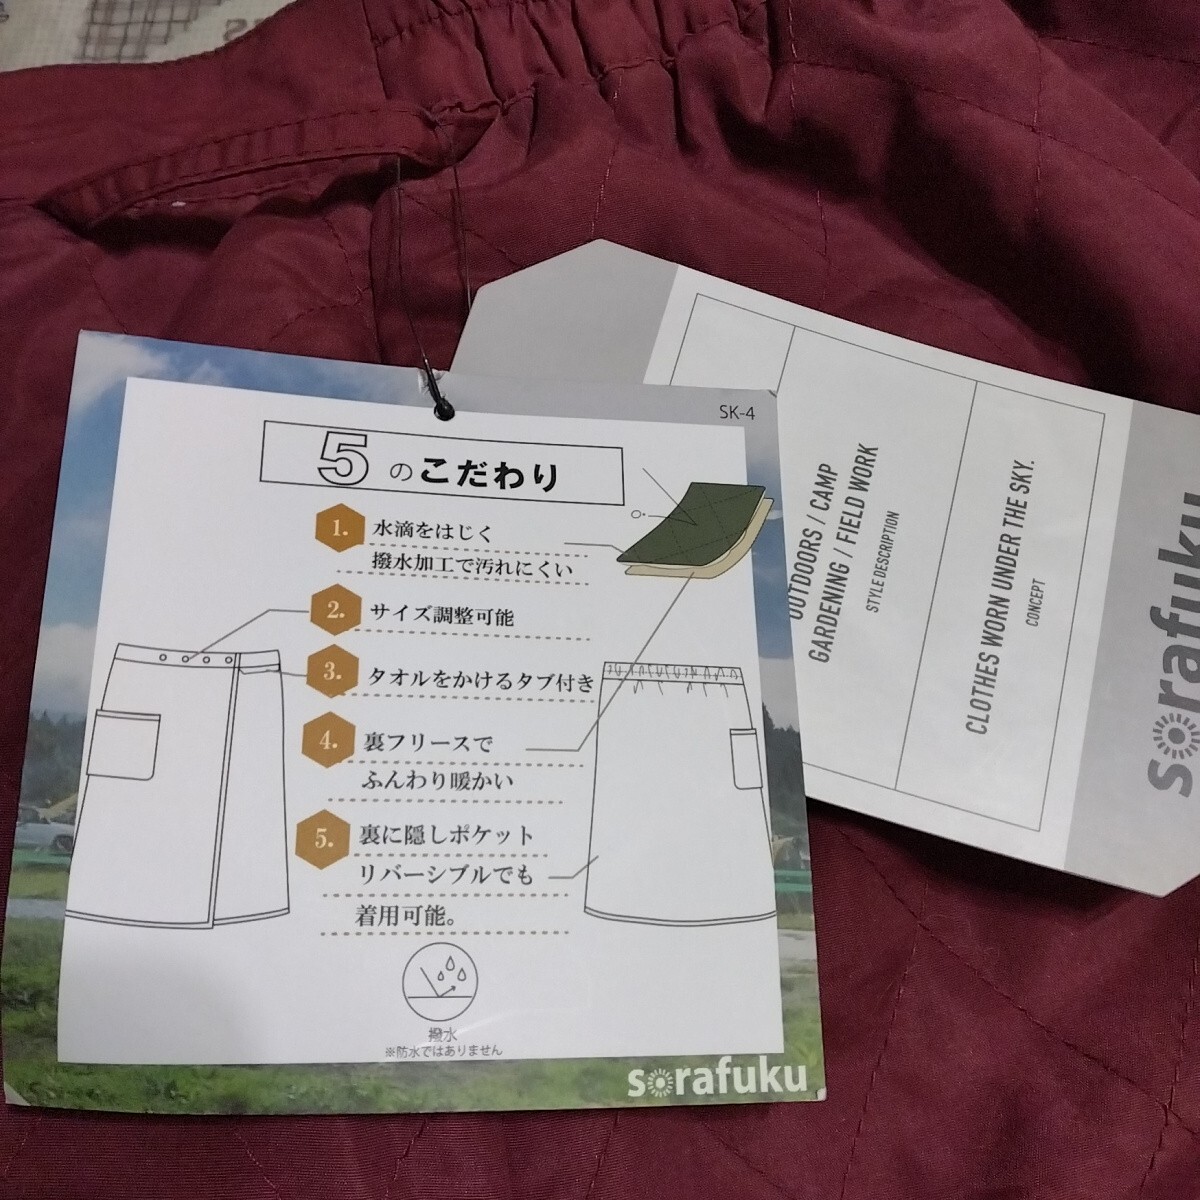 SK-4
5のこだわり
1. 水滴をはじく
撥水加工で汚れにくい
2. サイズ調整可能
3. タオルをかけるタブ付き
4. 裏フリースで
ふんわり暖かい
5. 裏に隠しポケット
リバーシブルでも
着用可能。
撥水
※防水ではありません
sorafuku
OUTDOORS / CAMP
GARDENING / FIELD WORK
STYLE DESCRIPTION
CLOTHES WORN UNDER THE SKY.
CONCEPT
sorafuku